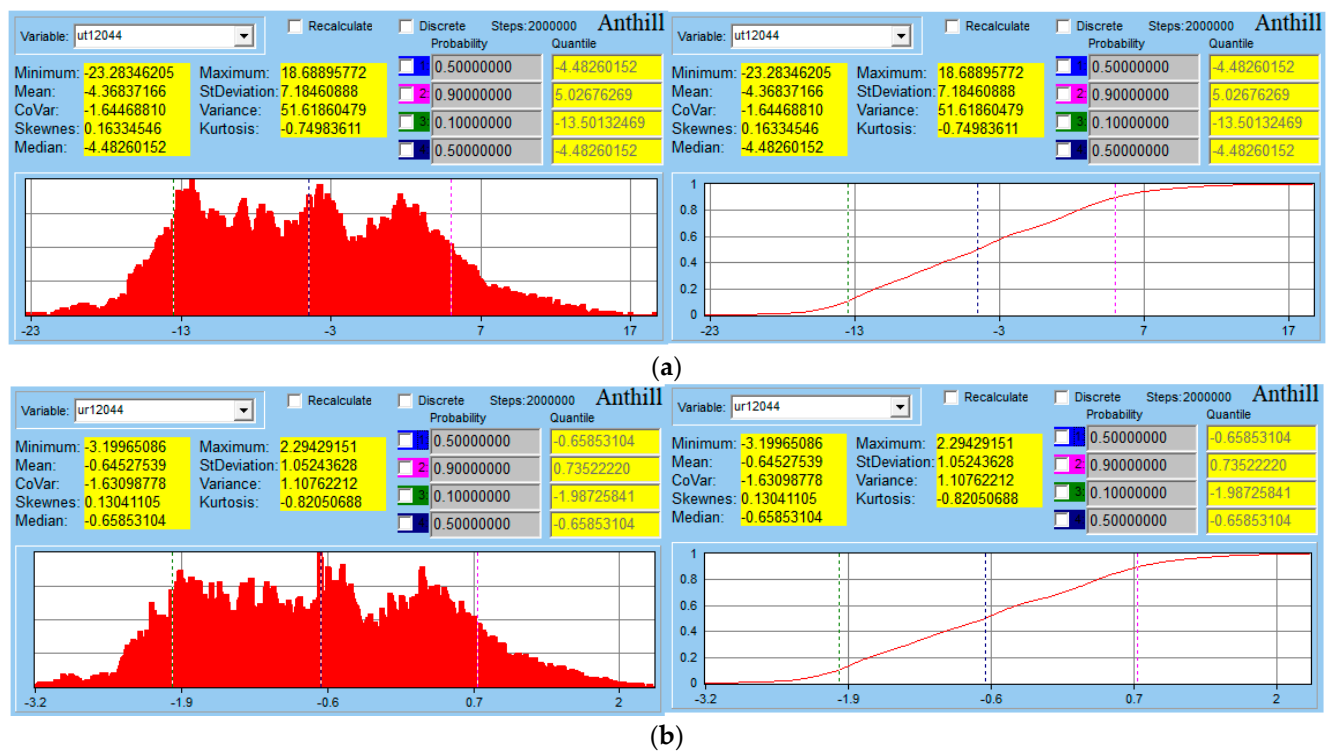 Variable: ut12044 Recalculate Discrete Steps:2000000 Anthill
Probability Quantile
Minimum: -23.28346205 Maximum: 18.68895772 1 0.50000000 -4.48260152
Mean: -4.36837166 StDeviation: 7.18460888 2 0.90000000 5.02676269
CoVar: -1.64468810 Variance: 51.61860479 3 0.10000000 -13.50132469
Skewnes: 0.16334546 Kurtosis: -0.74983611
Median: -4.48260152 4 0.50000000 -4.48260152
-23 -13 -3 7 17
Variable: ut12044 Recalculate Discrete Steps:2000000 Anthill
Probability Quantile
Minimum: -23.28346205 Maximum: 18.68895772 1 0.50000000 -4.48260152
Mean: -4.36837166 StDeviation: 7.18460888 2 0.90000000 5.02676269
CoVar: -1.64468810 Variance: 51.61860479 3 0.10000000 -13.50132469
Skewnes: 0.16334546 Kurtosis: -0.74983611
Median: -4.48260152 4 0.50000000 -4.48260152
1
0.8
0.6
0.4
0.2
0
-23 -13 -3 7 17
(a)
Variable: ur12044 Recalculate Discrete Steps:2000000 Anthill
Probability Quantile
Minimum: -3.19965086 Maximum: 2.29429151 1 0.50000000 -0.65853104
Mean: -0.64527539 StDeviation: 1.05243628 2 0.90000000 0.73522220
CoVar: -1.63098778 Variance: 1.10762212 3 0.10000000 -1.98725841
Skewnes: 0.13041105 Kurtosis: -0.82050688
Median: -0.65853104 4 0.50000000 -0.65853104
-3.2 -1.9 -0.6 0.7 2
Variable: ur12044 Recalculate Discrete Steps:2000000 Anthill
Probability Quantile
Minimum: -3.19965086 Maximum: 2.29429151 1 0.50000000 -0.65853104
Mean: -0.64527539 StDeviation: 1.05243628 2 0.90000000 0.73522220
CoVar: -1.63098778 Variance: 1.10762212 3 0.10000000 -1.98725841
Skewnes: 0.13041105 Kurtosis: -0.82050688
Median: -0.65853104 4 0.50000000 -0.65853104
1
0.8
0.6
0.4
0.2
0
-3.2 -1.9 -0.6 0.7 2
(b)